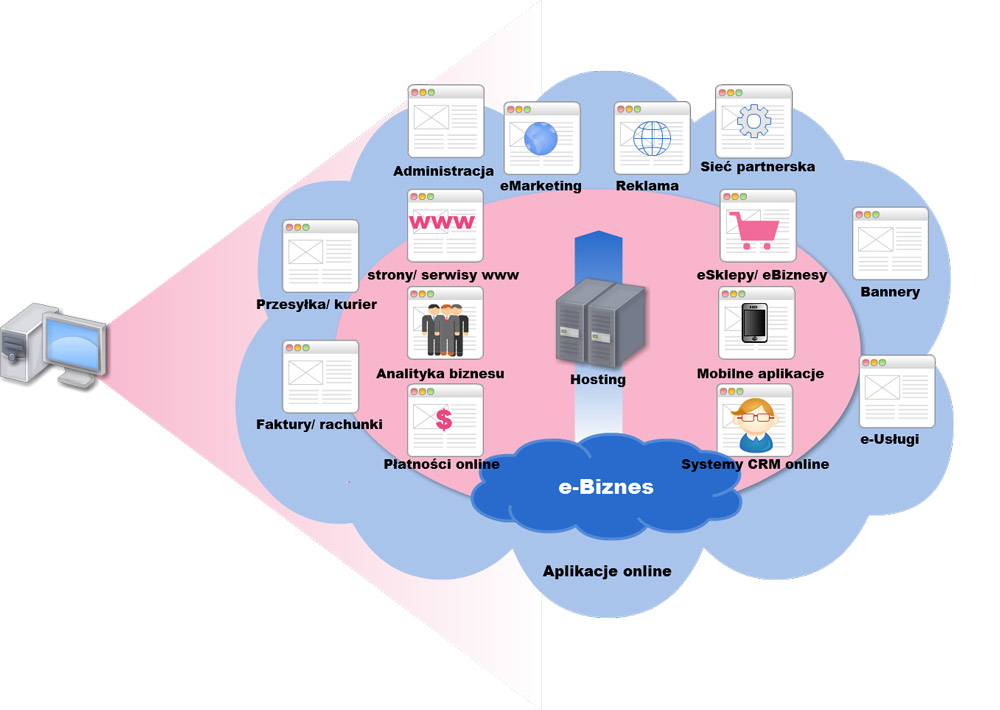 Administracja
eMarketing
Reklama
Sieć partnerska
www
strony/ serwisy www
eSklepy/ eBiznesy
Bannery
Przesyłka/ kurier
Analityka biznesu
Hosting
Mobilne aplikacje
Faktury/ rachunki
$
Płatności online
Systemy CRM online
e-Usługi
e-Biznes
Aplikacje online